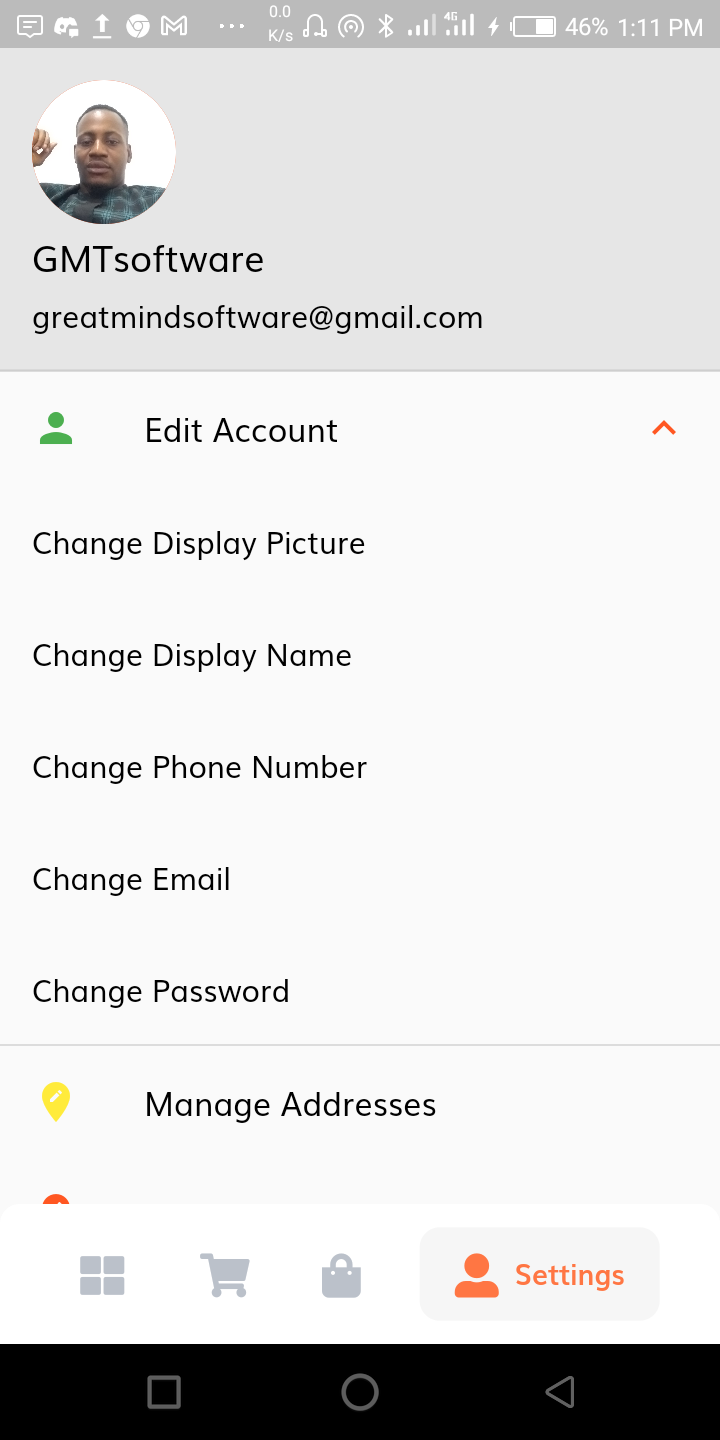 0.0
K/s
4G
46% 1:11 PM
GMTsoftware
greatmindsoftware@gmail.com
Edit Account
Change Display Picture
Change Display Name
Change Phone Number
Change Email
Change Password
Manage Addresses
Settings